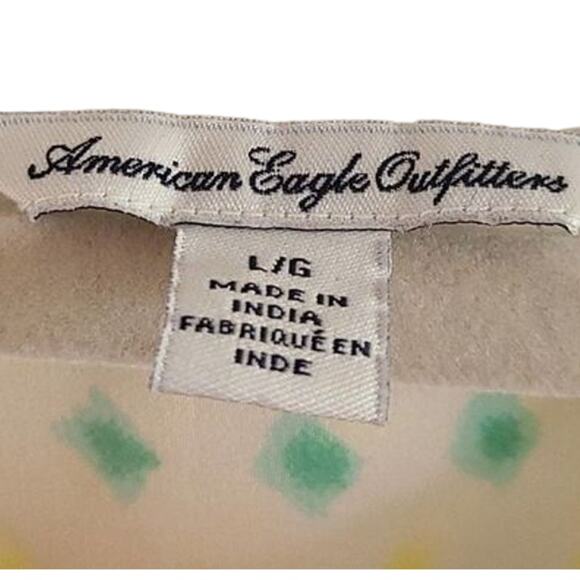 American Eagle Outfitters
L/G
MADE IN
INDIA
FABRIQUÉ EN
INDE